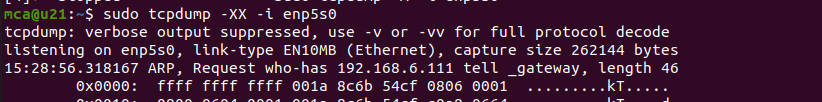 mca@u21:~$ sudo tcpdump -XX -i enp5s0
tcpdump: verbose output suppressed, use -v or -vv for full protocol decode
listening on enp5s0, link-type EN10MB (Ethernet), capture size 262144 bytes
15:28:56.318167 ARP, Request who-has 192.168.6.111 tell _gateway, length 46
0x0000:  ffff ffff ffff 001a 8c6b 54cf 0806 0001  .........kT.....